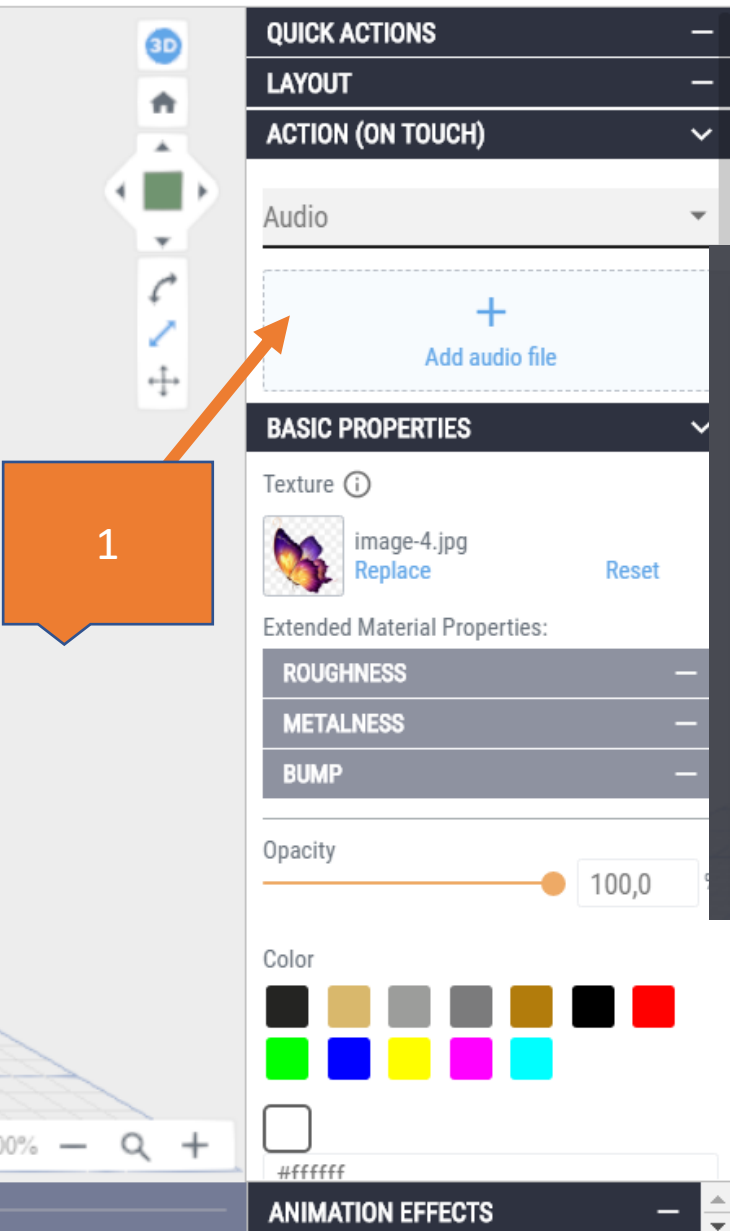 3D
QUICK ACTIONS
LAYOUT
ACTION (ON TOUCH)
Audio
Add audio file
BASIC PROPERTIES
1
Texture
image-4.jpg
Replace Reset
Extended Material Properties:
ROUGHNESS
METALNESS
BUMP
Opacity
100,0
Color
00%
#ffffff
ANIMATION EFFECTS